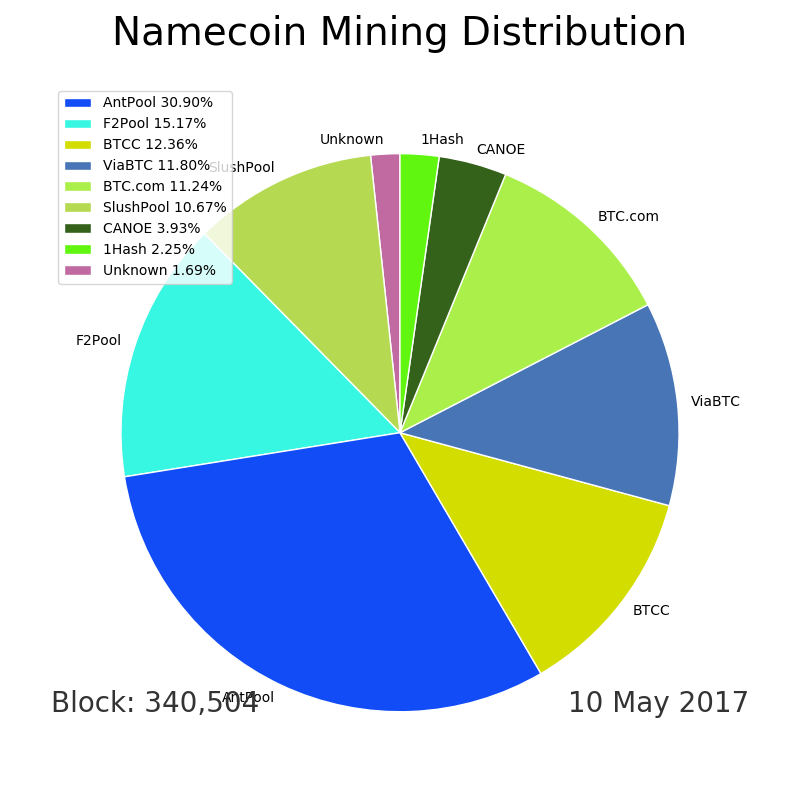 Namecoin Mining Distribution
AntPool 30.90%
F2Pool 15.17%
BTCC 12.36%
ViaBTC 11.80%
BTC.com 11.24%
SlushPool 10.67%
CANOE 3.93%
1Hash 2.25%
Unknown 1.69%
Unknown
1Hash
CANOE
SlushPool
BTC.com
F2Pool
ViaBTC
BTCC
AntPool
Block: 340,504
10 May 2017